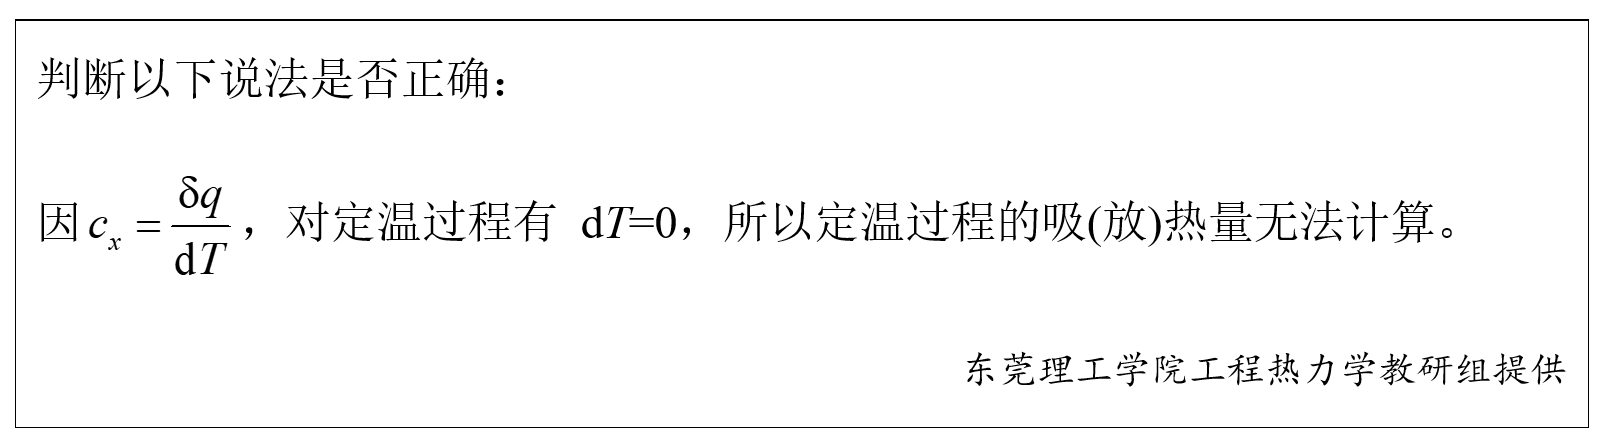 判断以下说法是否正确：
因 cₓ = δq/dT，对定温过程有 dT=0，所以定温过程的吸(放)热量无法计算。
东莞理工学院工程热力学教研组提供